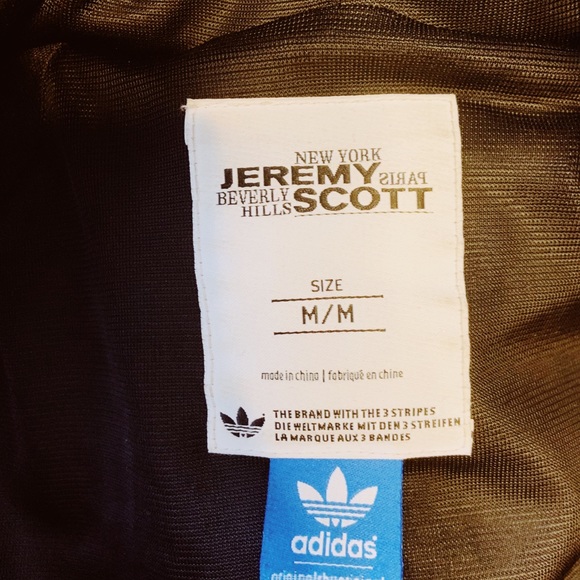 NEW YORK
JEREMY PARIS
BEVERLY SCOTT
HILLS
SIZE
M/M
made in china | fabriqué en chine
THE BRAND WITH THE 3 STRIPES
DIE WELTMARKE MIT DEN 3 STREIFEN
LA MARQUE AUX 3 BANDES
adidas